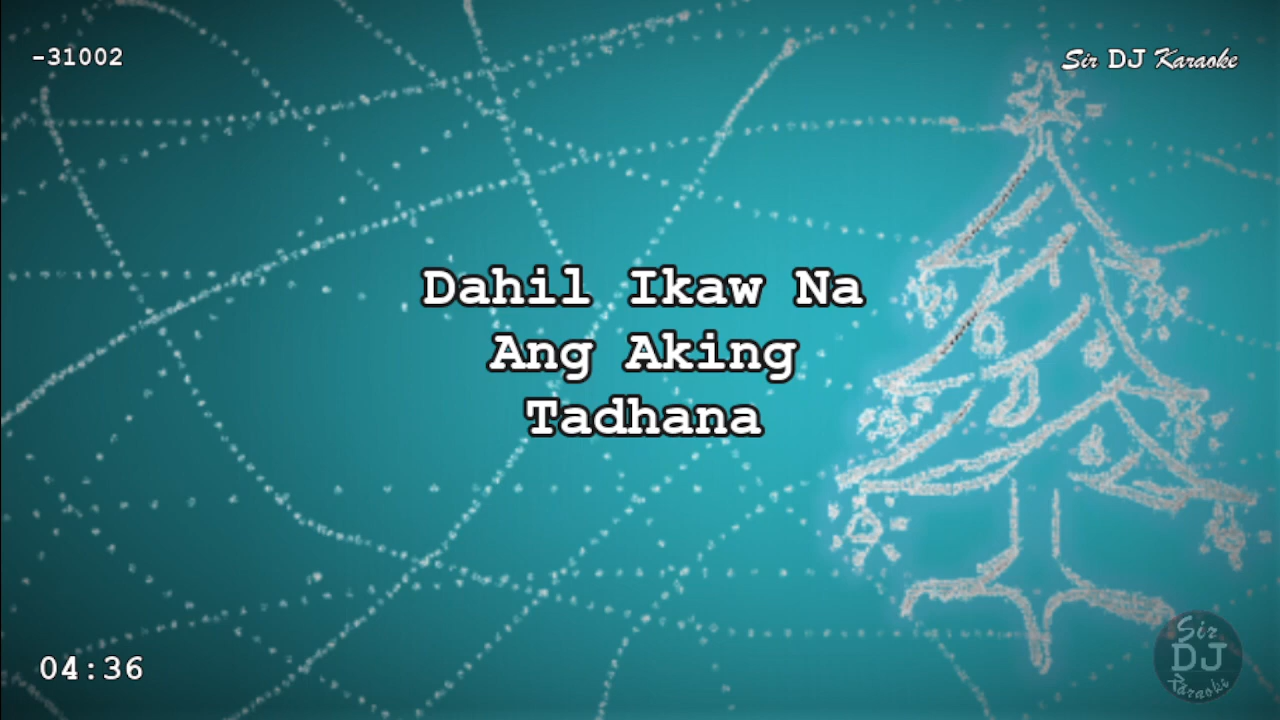 -31002
Sir DJ Karaoke
Dahil Ikaw Na
Ang Aking
Tadhana
04:36
Sir
DJ
Karaoke